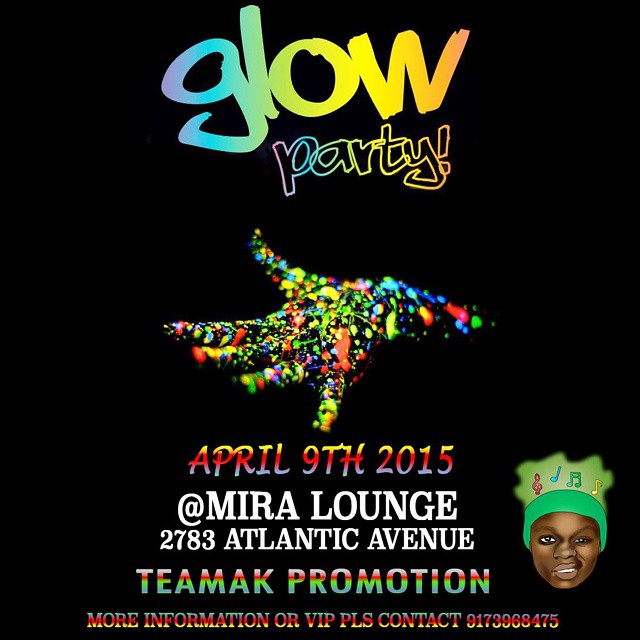 glow
party!
APRIL 9TH 2015
@MIRA LOUNGE
2783 ATLANTIC AVENUE
TEAMAK PROMOTION
MORE INFORMATION OR VIP PLS CONTACT 9173968475